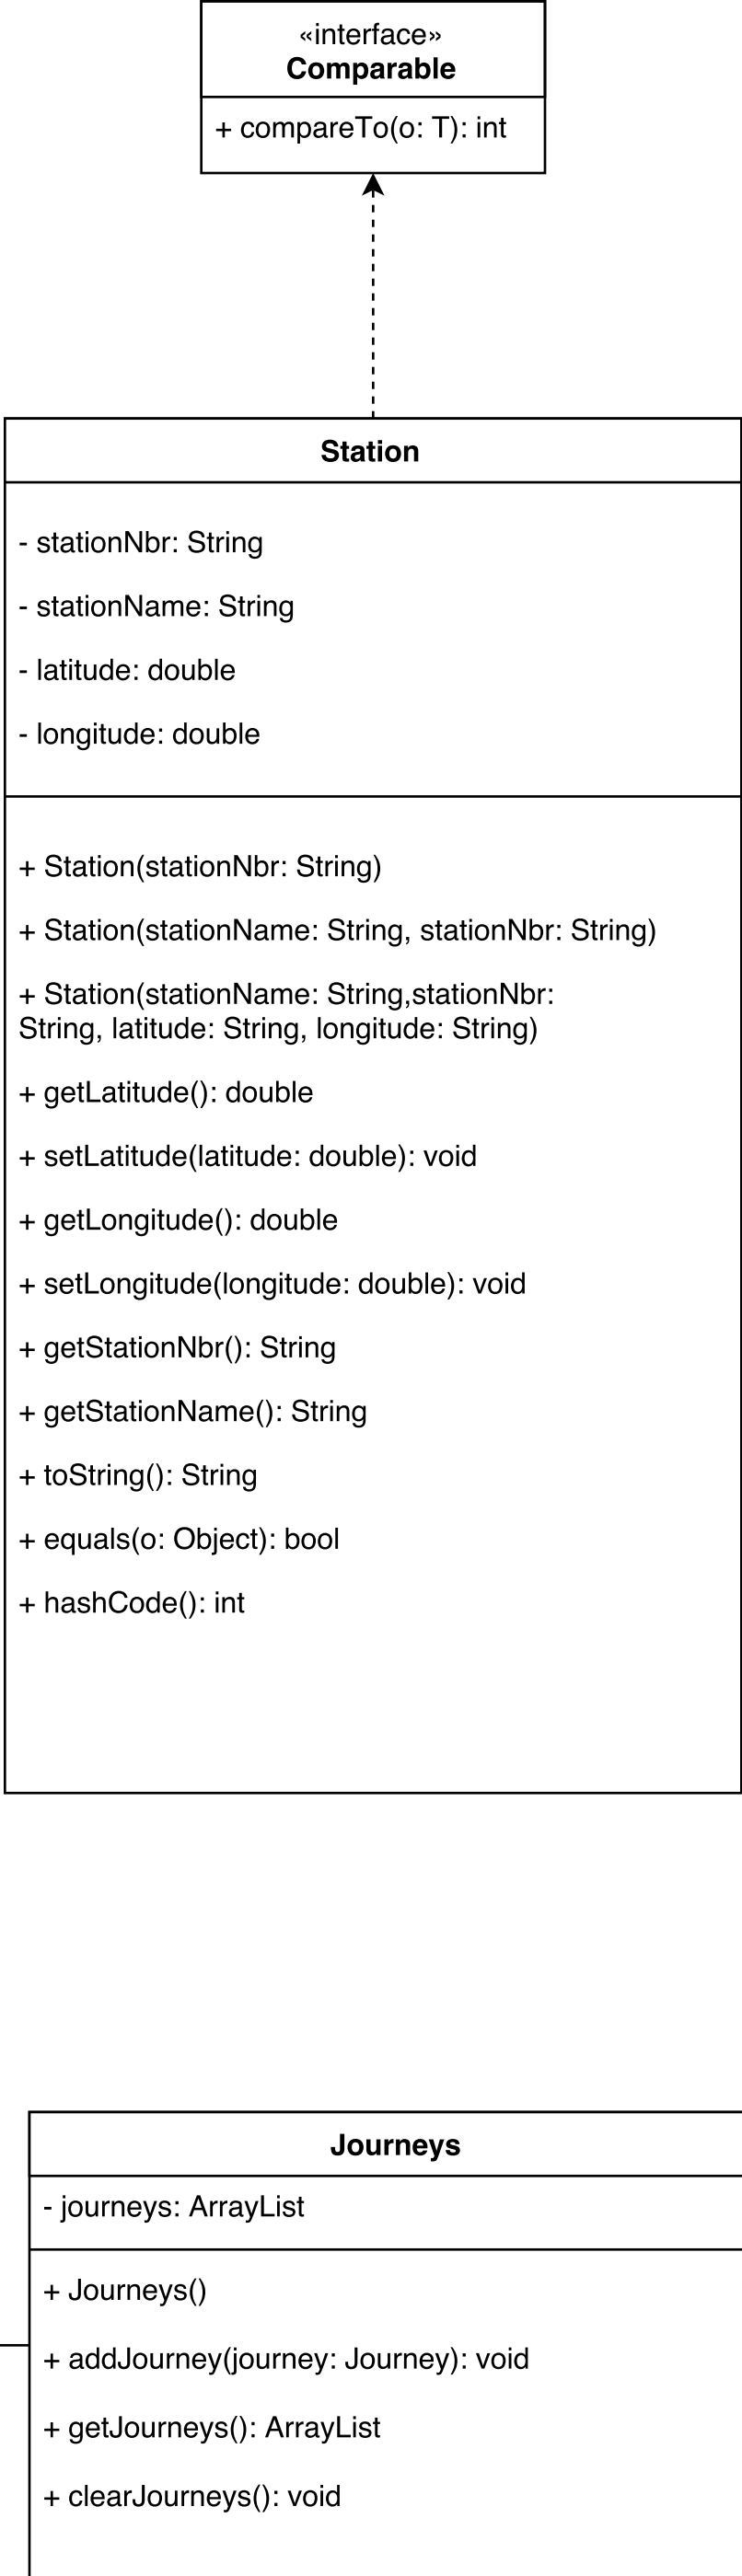 «interface»
Comparable
+ compareTo(o: T): int
Station
- stationNbr: String
- stationName: String
- latitude: double
- longitude: double
+ Station(stationNbr: String)
+ Station(stationName: String, stationNbr: String)
+ Station(stationName: String,stationNbr:
String, latitude: String, longitude: String)
+ getLatitude(): double
+ setLatitude(latitude: double): void
+ getLongitude(): double
+ setLongitude(longitude: double): void
+ getStationNbr(): String
+ getStationName(): String
+ toString(): String
+ equals(o: Object): bool
+ hashCode(): int
Journeys
- journeys: ArrayList
+ Journeys()
+ addJourney(journey: Journey): void
+ getJourneys(): ArrayList
+ clearJourneys(): void